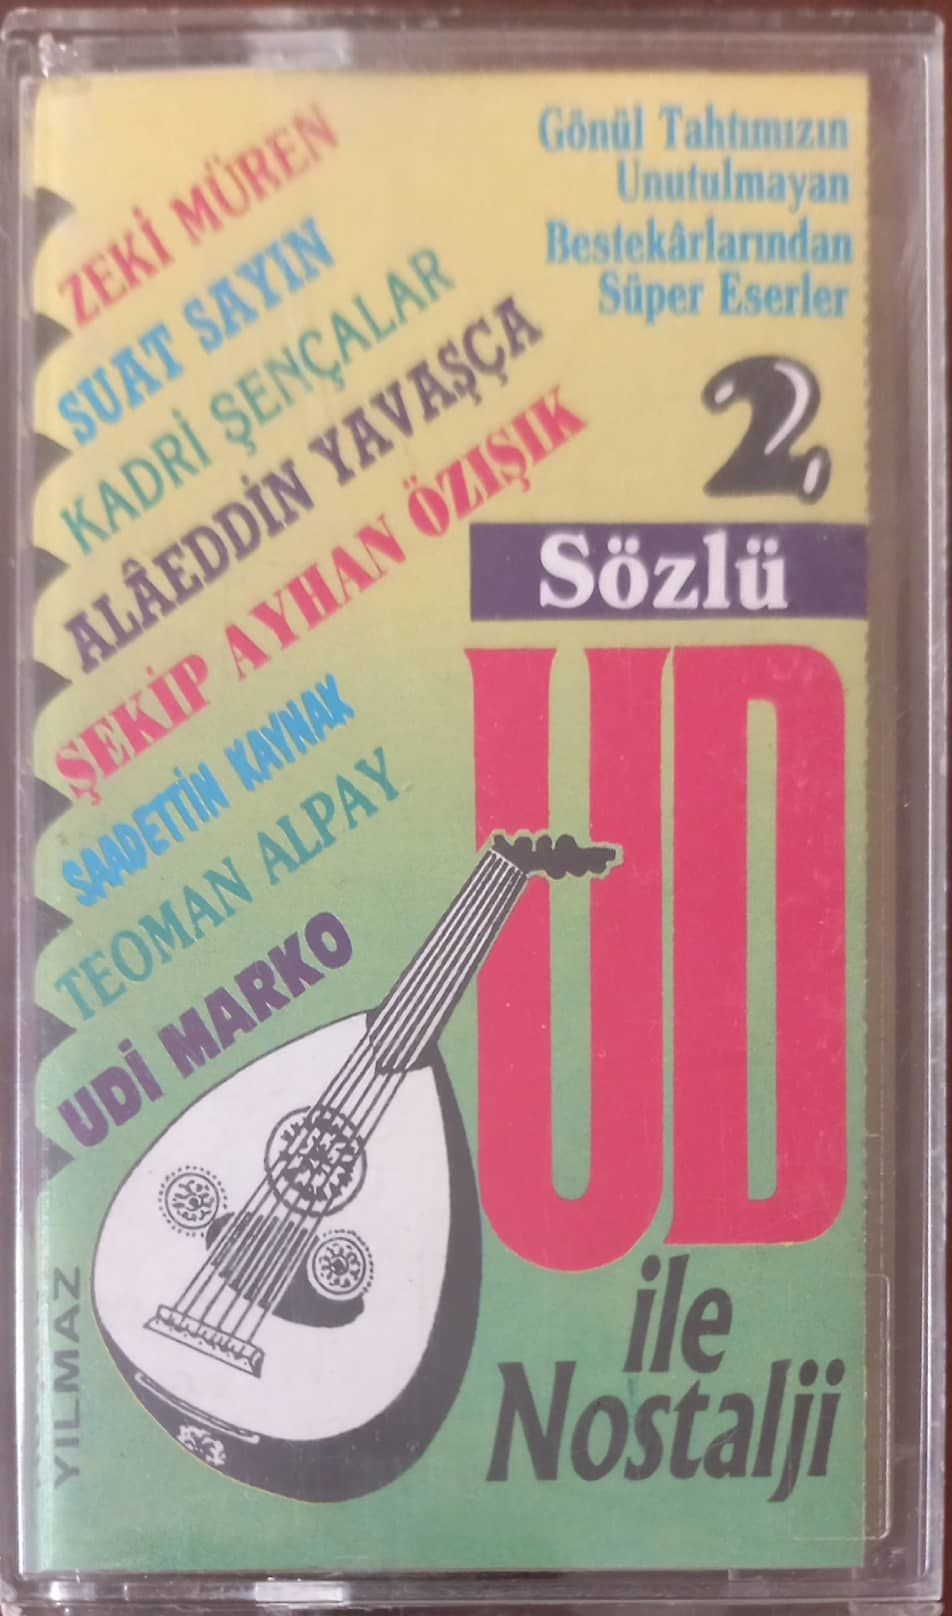 ZEKİ MÜREN
SUAT SAYIN
KADRİ ŞENÇALAR
ALÂEDDİN YAVAŞÇA
ŞEKİP AYHAN ÖZIŞIK
SAADETTİN KAYNAK
TEOMAN ALPAY
UDİ MARKO
Gönül Tahtımızın
Unutulmayan
Bestekârlarından
Süper Eserler
2.
Sözlü
UD
ile
Nostalji
YILMAZ